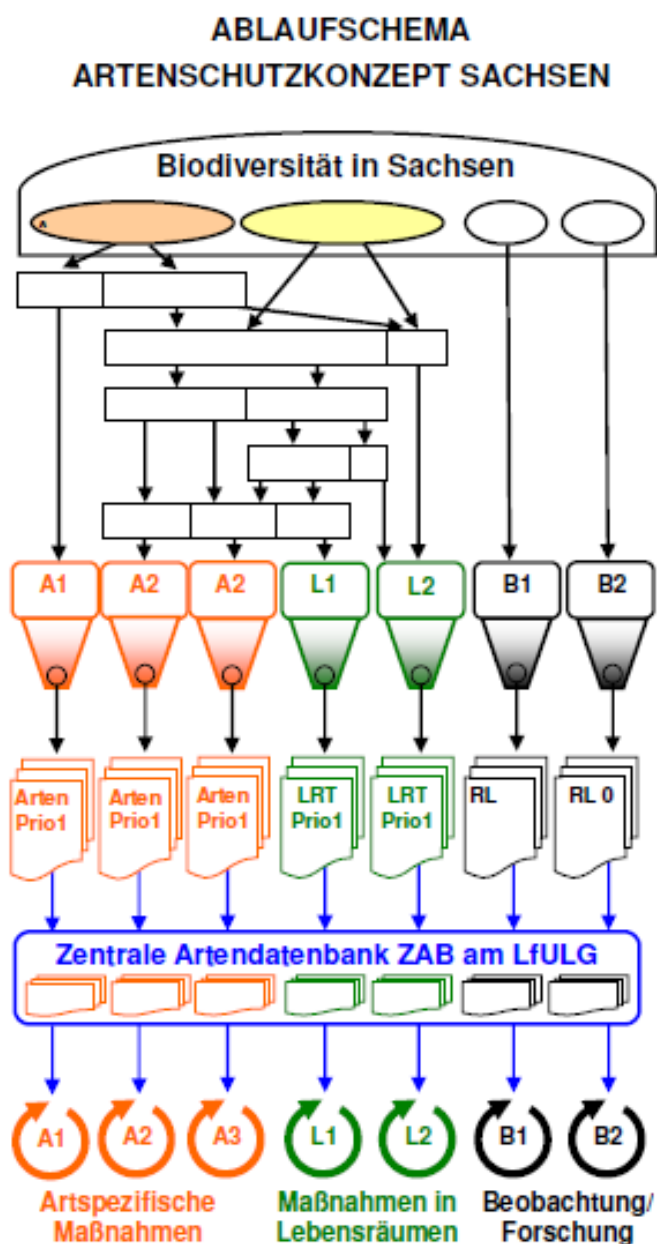 ABLAUFSCHEMA
ARTENSCHUTZKONZEPT SACHSEN
Biodiversität in Sachsen
A
A1 A2 A2 L1 L2 B1 B2
Arten Arten Arten LRT LRT RL RL 0
Prio1 Prio1 Prio1 Prio1 Prio1
Zentrale Artendatenbank ZAB am LfULG
A1 A2 A3 L1 L2 B1 B2
Artspezifische Maßnahmen in Beobachtung/
Maßnahmen Lebensräumen Forschung